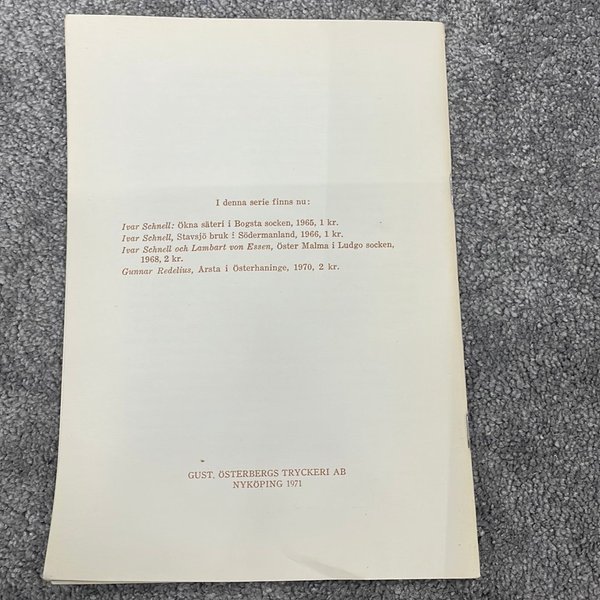 I denna serie finns nu:
Ivar Schnell: Ökna säteri i Bogsta socken, 1965, 1 kr.
Ivar Schnell, Stavsjö bruk i Södermanland, 1966, 1 kr.
Ivar Schnell och Lambart von Essen, Öster Malma i Ludgo socken,
1968, 2 kr.
Gunnar Redelius, Årsta i Österhaninge, 1970, 2 kr.
GUST. ÖSTERBERGS TRYCKERI AB
NYKÖPING 1971